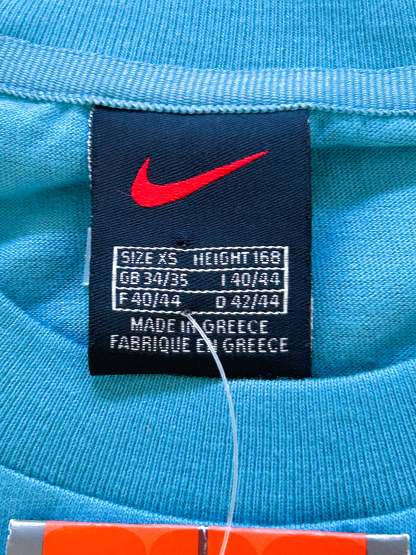 SIZE XS HEIGHT 168
GB 34/35 I 40/44
F 40/44 D 42/44
MADE IN GREECE
FABRIQUE EN GREECE